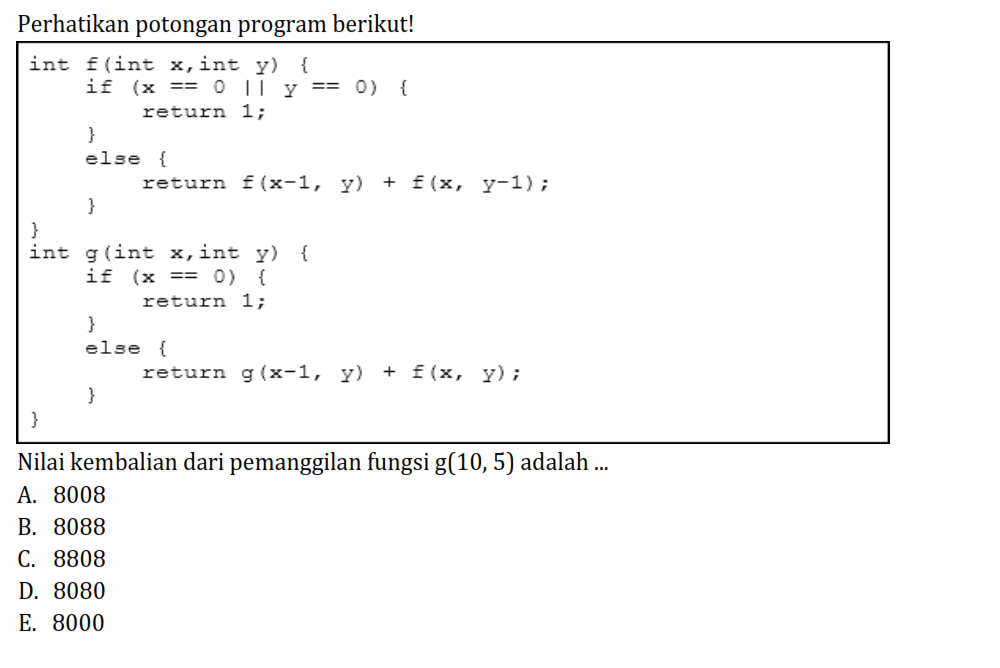 Perhatikan potongan program berikut!
int f(int x,int y) {
    if (x == 0 || y == 0) {
        return 1;
    }
    else {
        return f(x-1, y) + f(x, y-1);
    }
}
int g(int x,int y) {
    if (x == 0) {
        return 1;
    }
    else {
        return g(x-1, y) + f(x, y);
    }
}
Nilai kembalian dari pemanggilan fungsi g(10, 5) adalah ...
A. 8008
B. 8088
C. 8808
D. 8080
E. 8000